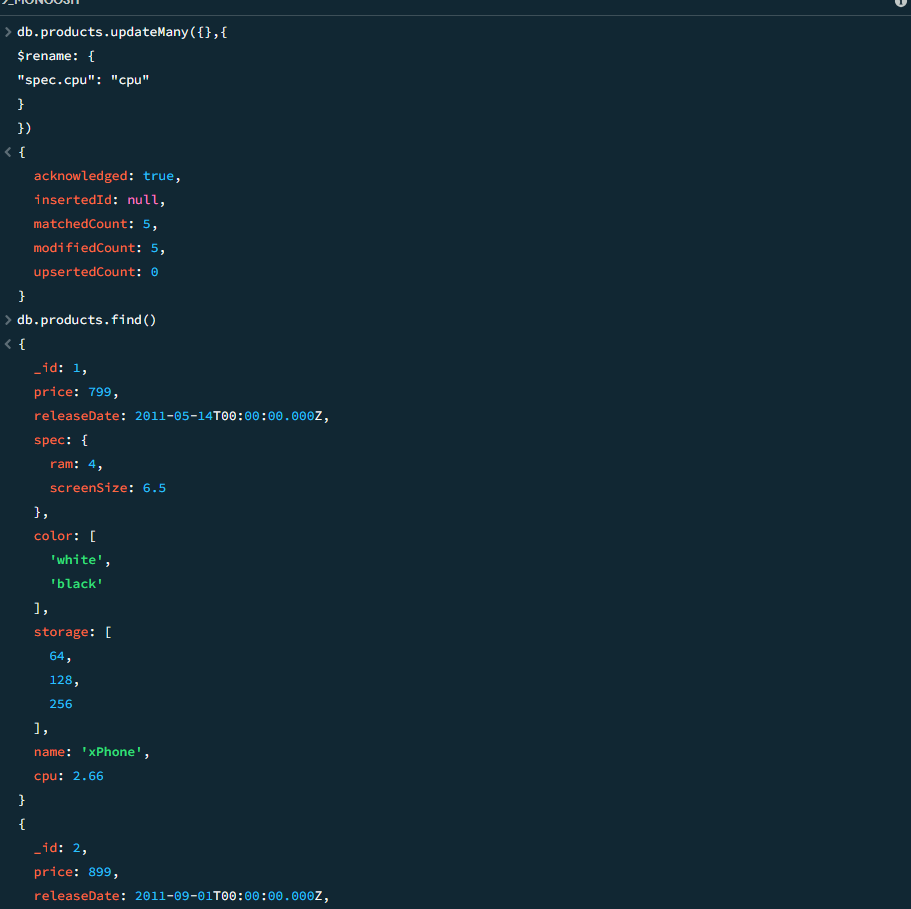 >_MONGOSH
> db.products.updateMany({},{
$rename: {
"spec.cpu": "cpu"
}
})
< {
acknowledged: true,
insertedId: null,
matchedCount: 5,
modifiedCount: 5,
upsertedCount: 0
}
> db.products.find()
< {
_id: 1,
price: 799,
releaseDate: 2011-05-14T00:00:00.000Z,
spec: {
ram: 4,
screenSize: 6.5
},
color: [
'white',
'black'
],
storage: [
64,
128,
256
],
name: 'xPhone',
cpu: 2.66
}
{
_id: 2,
price: 899,
releaseDate: 2011-09-01T00:00:00.000Z,